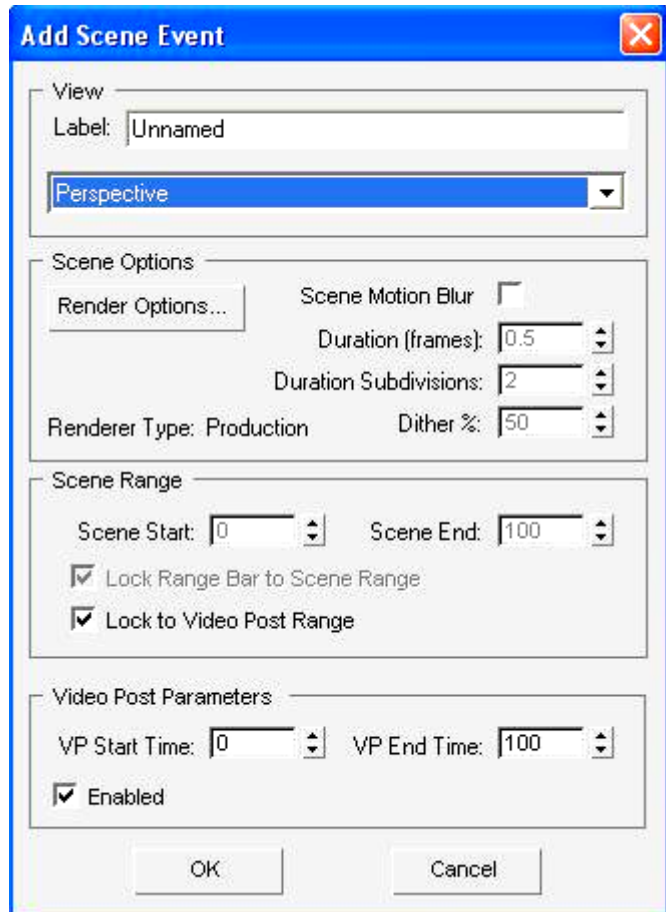 Add Scene Event
View
Label: Unnamed
Perspective
Scene Options
Render Options... Scene Motion Blur
Duration (frames): 0.5
Duration Subdivisions: 2
Renderer Type: Production Dither %: 50
Scene Range
Scene Start: 0 Scene End: 100
Lock Range Bar to Scene Range
Lock to Video Post Range
Video Post Parameters
VP Start Time: 0 VP End Time: 100
Enabled
OK Cancel